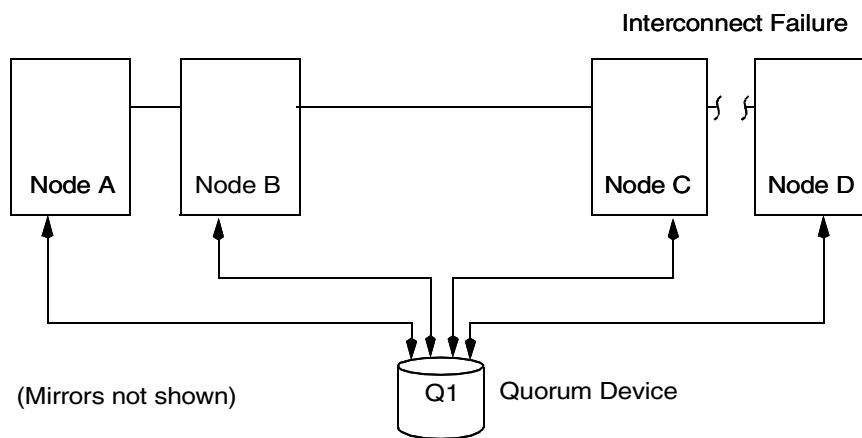 Interconnect Failure
Node A
Node B
Node C
Node D
(Mirrors not shown)
Q1
Quorum Device